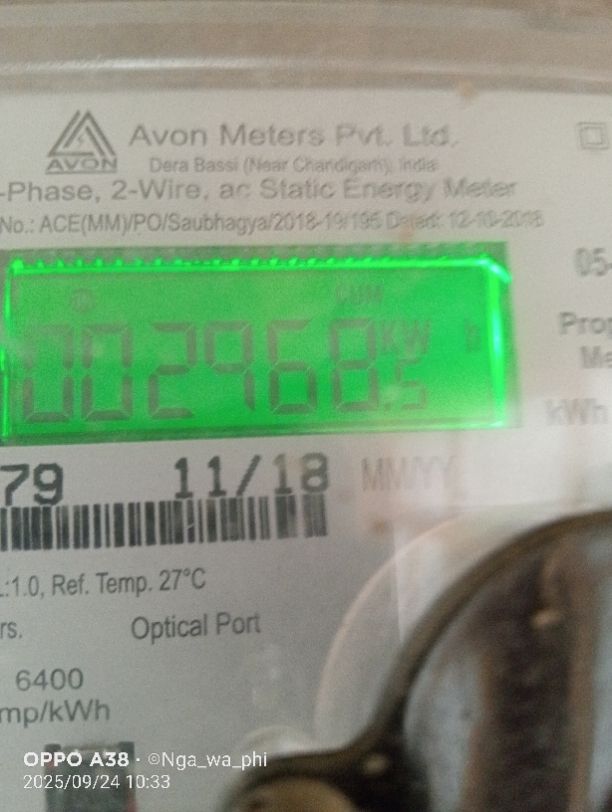 Avon Meters Pvt. Ltd.
AVON
Dera Bassi (Near Chandigarh), India
-Phase, 2-Wire, ac Static Energy Meter
No.: ACE(MM)/PO/Saubhagya/2018-19/195 Dated: 12-10-2018
05-
CUM
002968.5 KW h
Prog
Me
kWh
79 11/18 MM/YY
.:1.0, Ref. Temp. 27°C
rs. Optical Port
6400
mp/kWh
OPPO A38 · ©Nga_wa_phi
2025/09/24 10:33